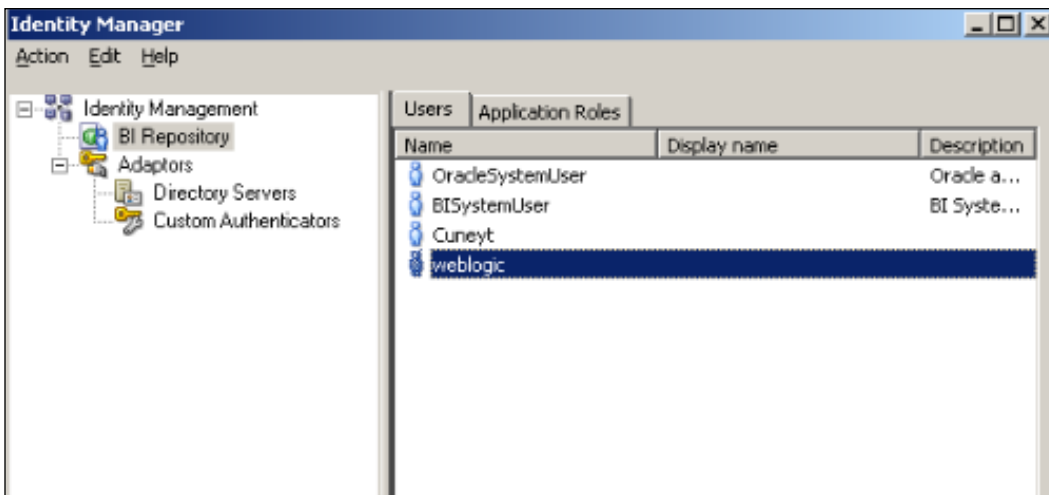 Identity Manager
Action Edit Help
Identity Management
BI Repository
Adaptors
Directory Servers
Custom Authenticators
Users Application Roles
Name Display name Description
OracleSystemUser Oracle a...
BISystemUser BI Syste...
Cuneyt
weblogic